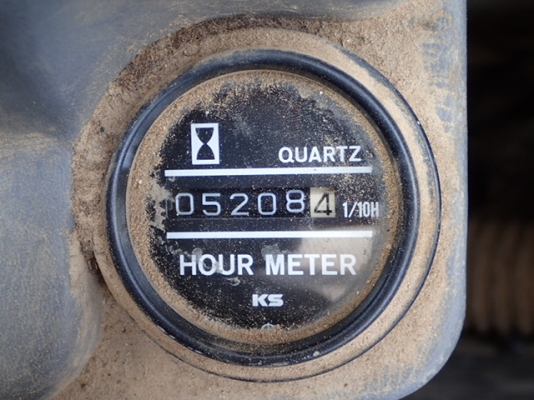 QUARTZ
052084 1/10H
HOUR METER
KS